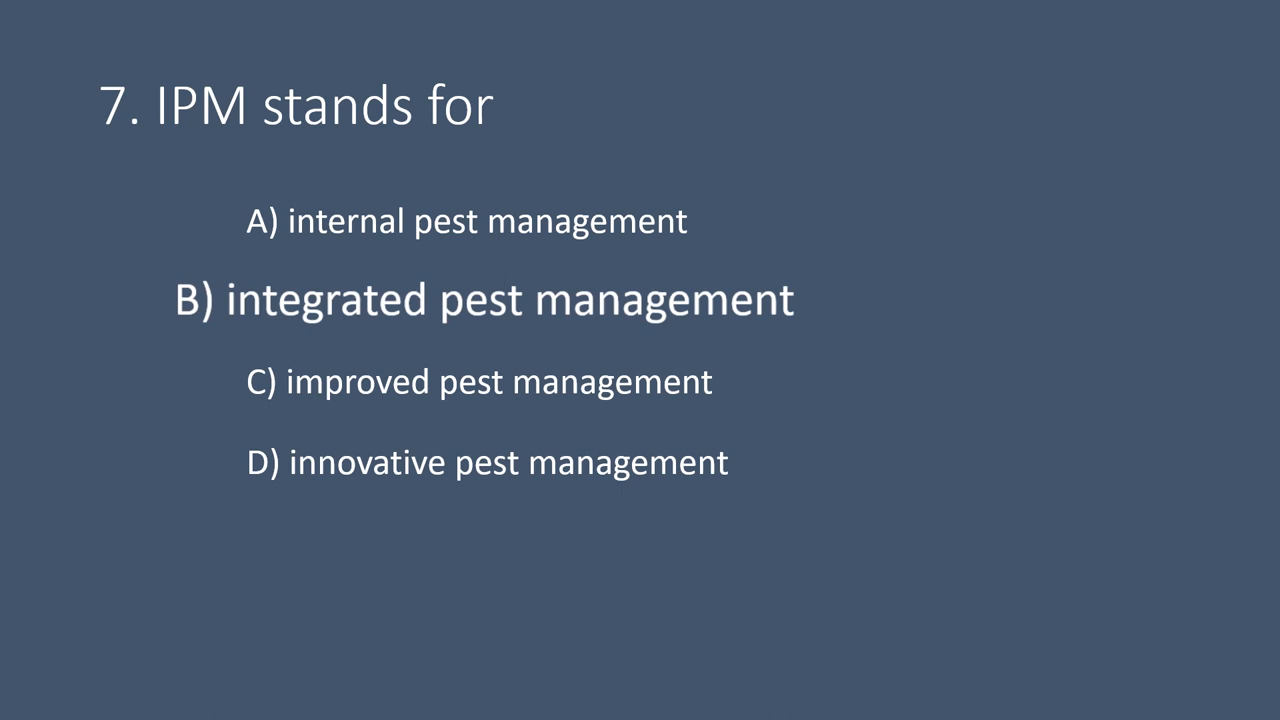 7. IPM stands for
A) internal pest management
B) integrated pest management
C) improved pest management
D) innovative pest management